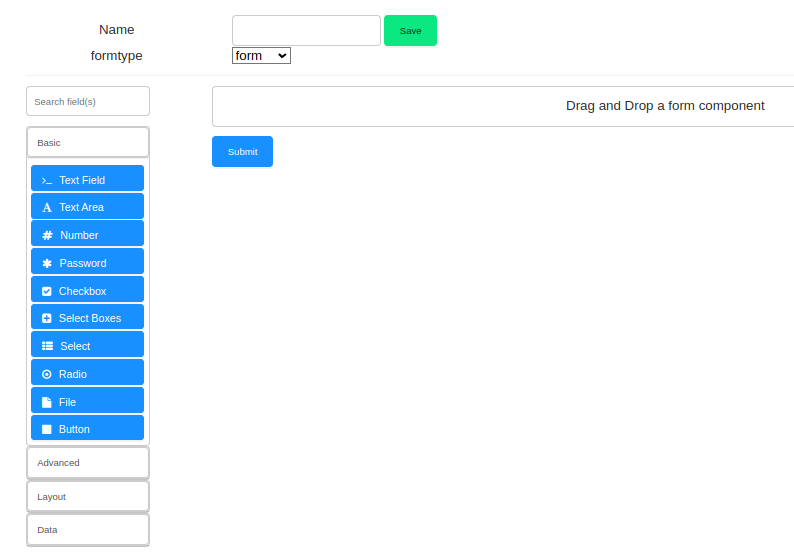 Name
Save
formtype
form
Search field(s)
Drag and Drop a form component
Basic
Submit
Text Field
Text Area
Number
Password
Checkbox
Select Boxes
Select
Radio
File
Button
Advanced
Layout
Data